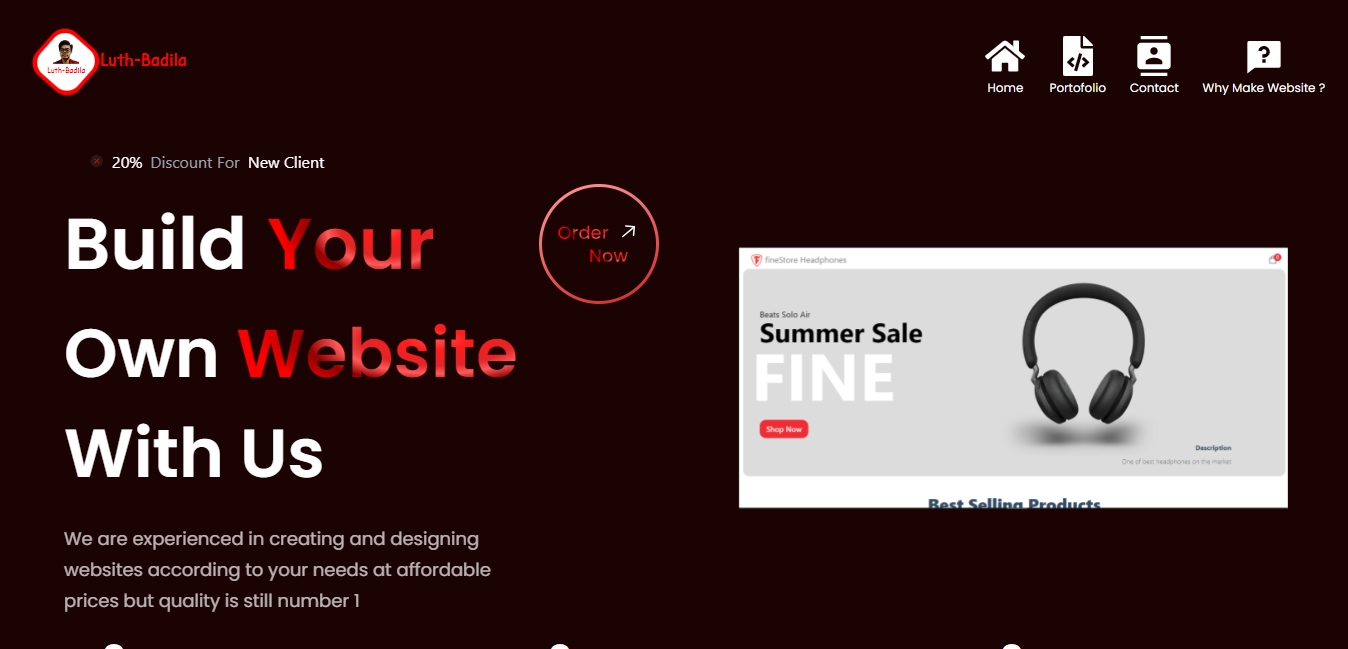 Luth-Badila
Luth-Badila
Home
Portofolio
Contact
Why Make Website ?
20% Discount For New Client
Build Your
Own Website
With Us
Order
Now
We are experienced in creating and designing
websites according to your needs at affordable
prices but quality is still number 1
fineStore Headphones
Beats Solo Air
Summer Sale
FINE
Shop Now
Description
One of best headphones on the market
Best Selling Products